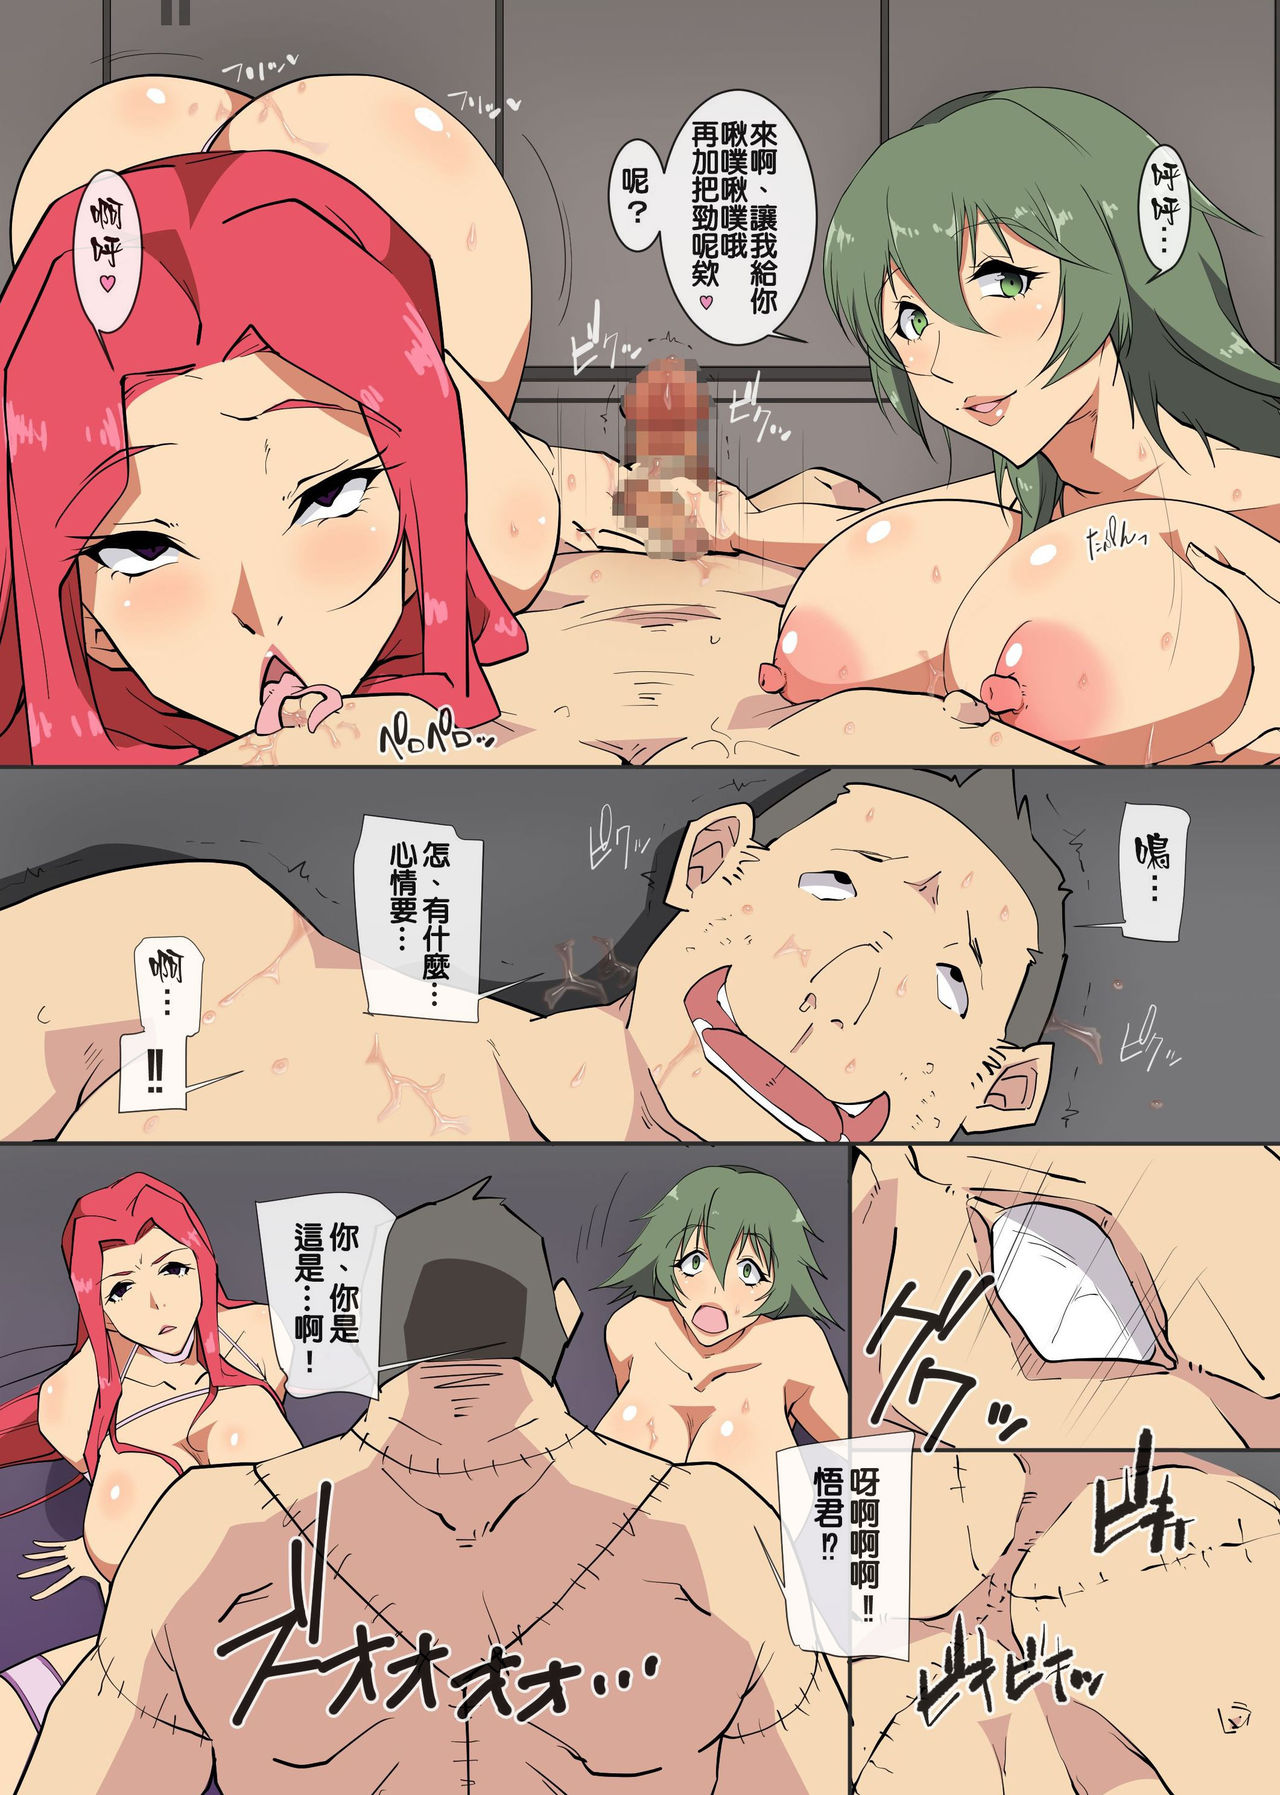 呼呼…
來啊、讓我給你
啾噗啾噗哦
再加把勁呢欸♥
呢？
啊呼♥
フリッ
フリッ
ビクッ
ビクッ
たぷんっ
ペロペロ
嗚…
怎、有什麼…
心情要…
啊…!!
ビクッ
ビクッ
グググッ
ビキッ
ビキビキッ
呀啊啊啊!!
悟君!?
你、你是
這是…啊！
ズオオオオ…